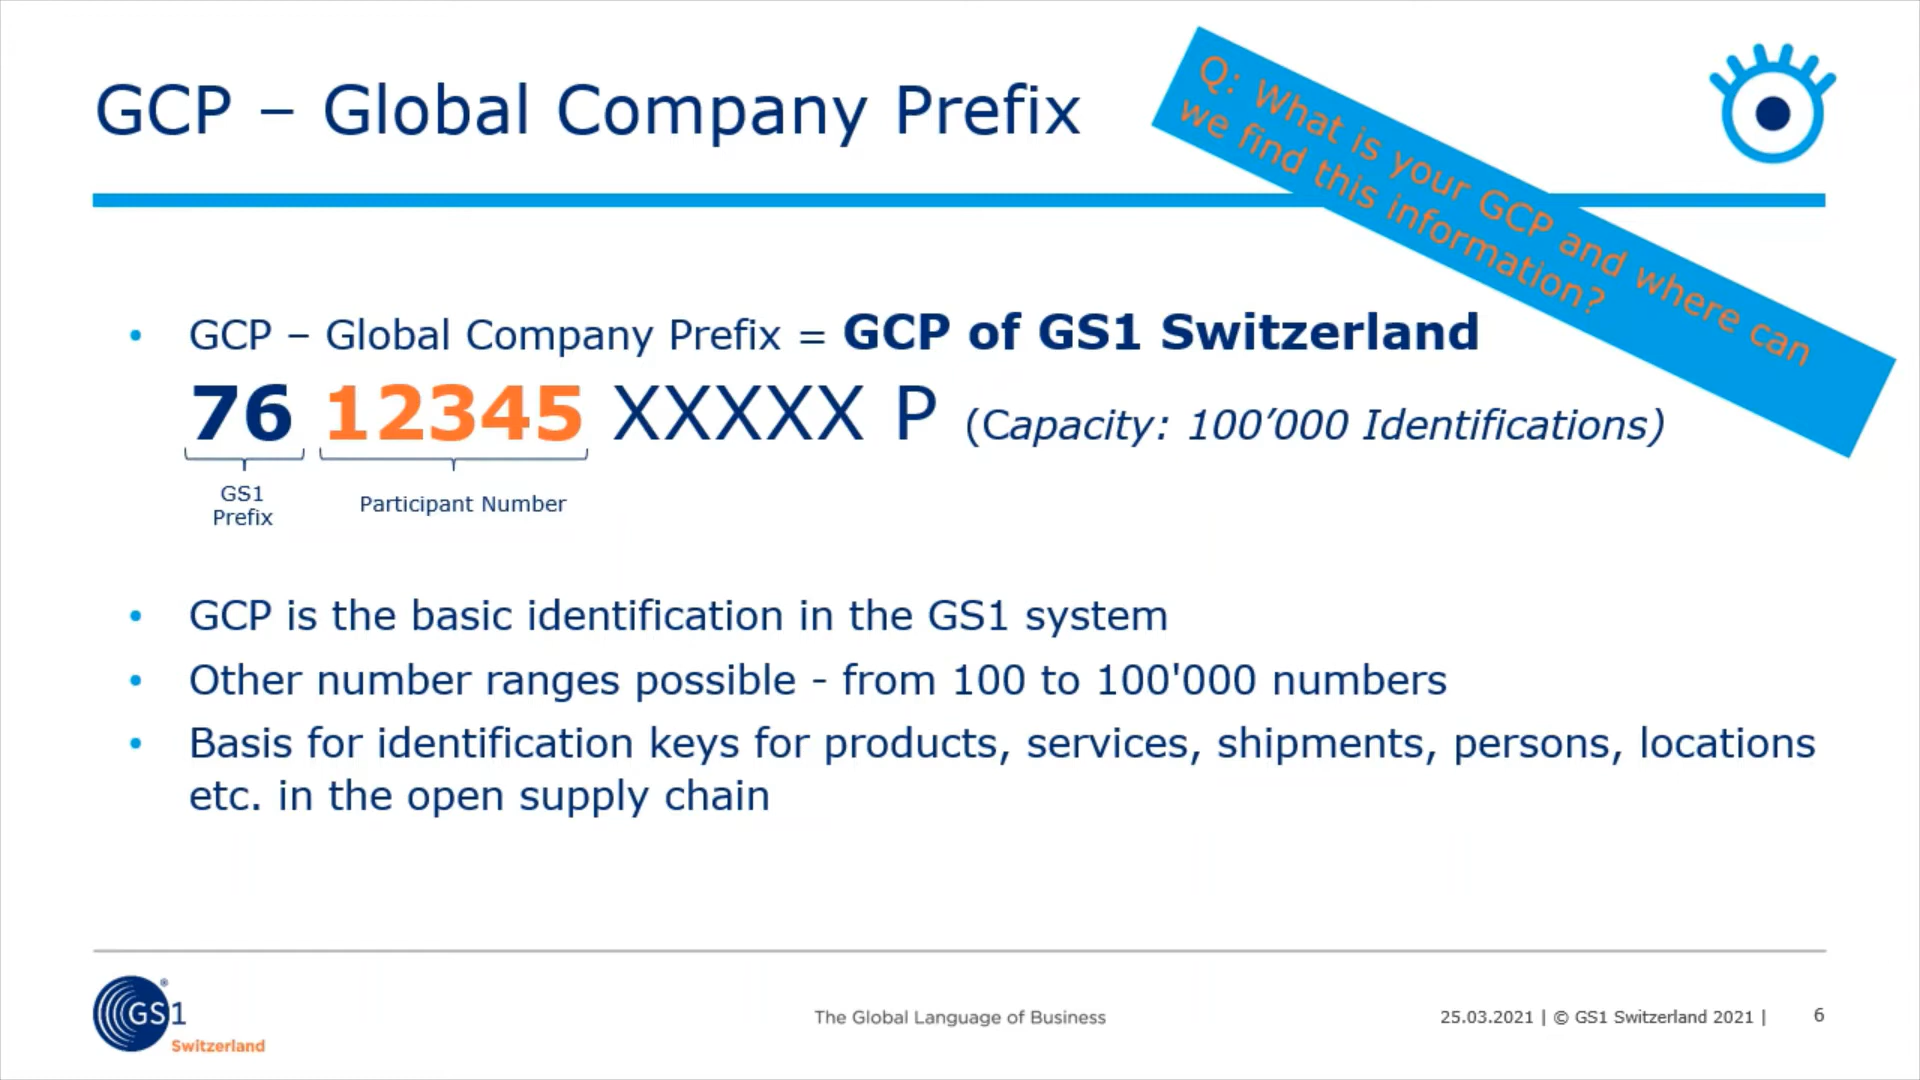 GCP – Global Company Prefix
Q: What is your GCP and where can
we find this information?
• GCP – Global Company Prefix = GCP of GS1 Switzerland
76 12345 XXXXX P (Capacity: 100’000 Identifications)
GS1
Prefix
Participant Number
• GCP is the basic identification in the GS1 system
• Other number ranges possible - from 100 to 100'000 numbers
• Basis for identification keys for products, services, shipments, persons, locations
etc. in the open supply chain
GS1®
Switzerland
The Global Language of Business
25.03.2021 | © GS1 Switzerland 2021 | 6